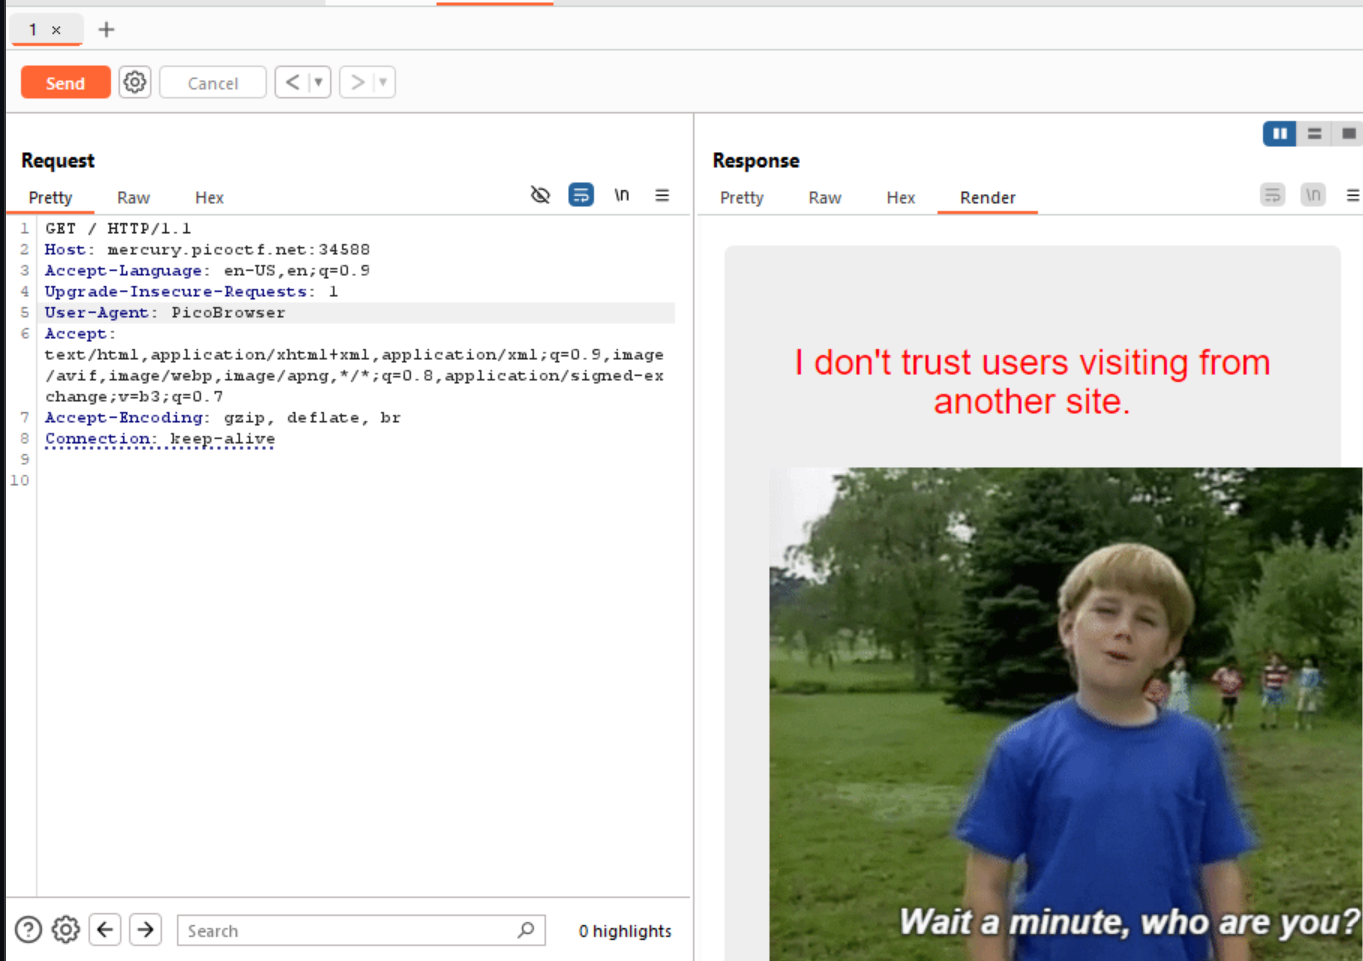 1 × +
Send Cancel < ▼ > ▼
Request
Pretty Raw Hex \n
1 GET / HTTP/1.1
2 Host: mercury.picoctf.net:34588
3 Accept-Language: en-US,en;q=0.9
4 Upgrade-Insecure-Requests: 1
5 User-Agent: PicoBrowser
6 Accept:
text/html,application/xhtml+xml,application/xml;q=0.9,image
/avif,image/webp,image/apng,*/*;q=0.8,application/signed-ex
change;v=b3;q=0.7
7 Accept-Encoding: gzip, deflate, br
8 Connection: keep-alive
9
10
? Search 0 highlights
Response
Pretty Raw Hex Render \n
I don't trust users visiting from
another site.
Wait a minute, who are you?